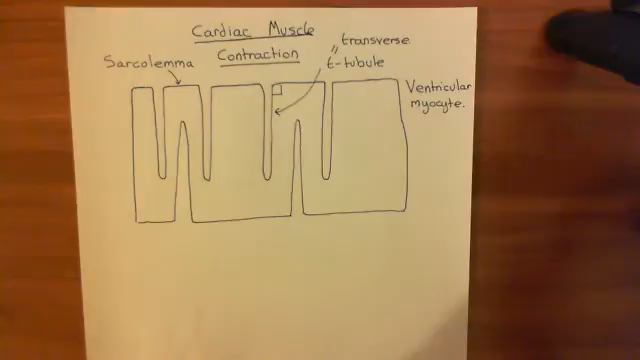 Cardiac Muscle
Contraction
Sarcolemma
transverse
t-tubule
Ventricular
myocyte.